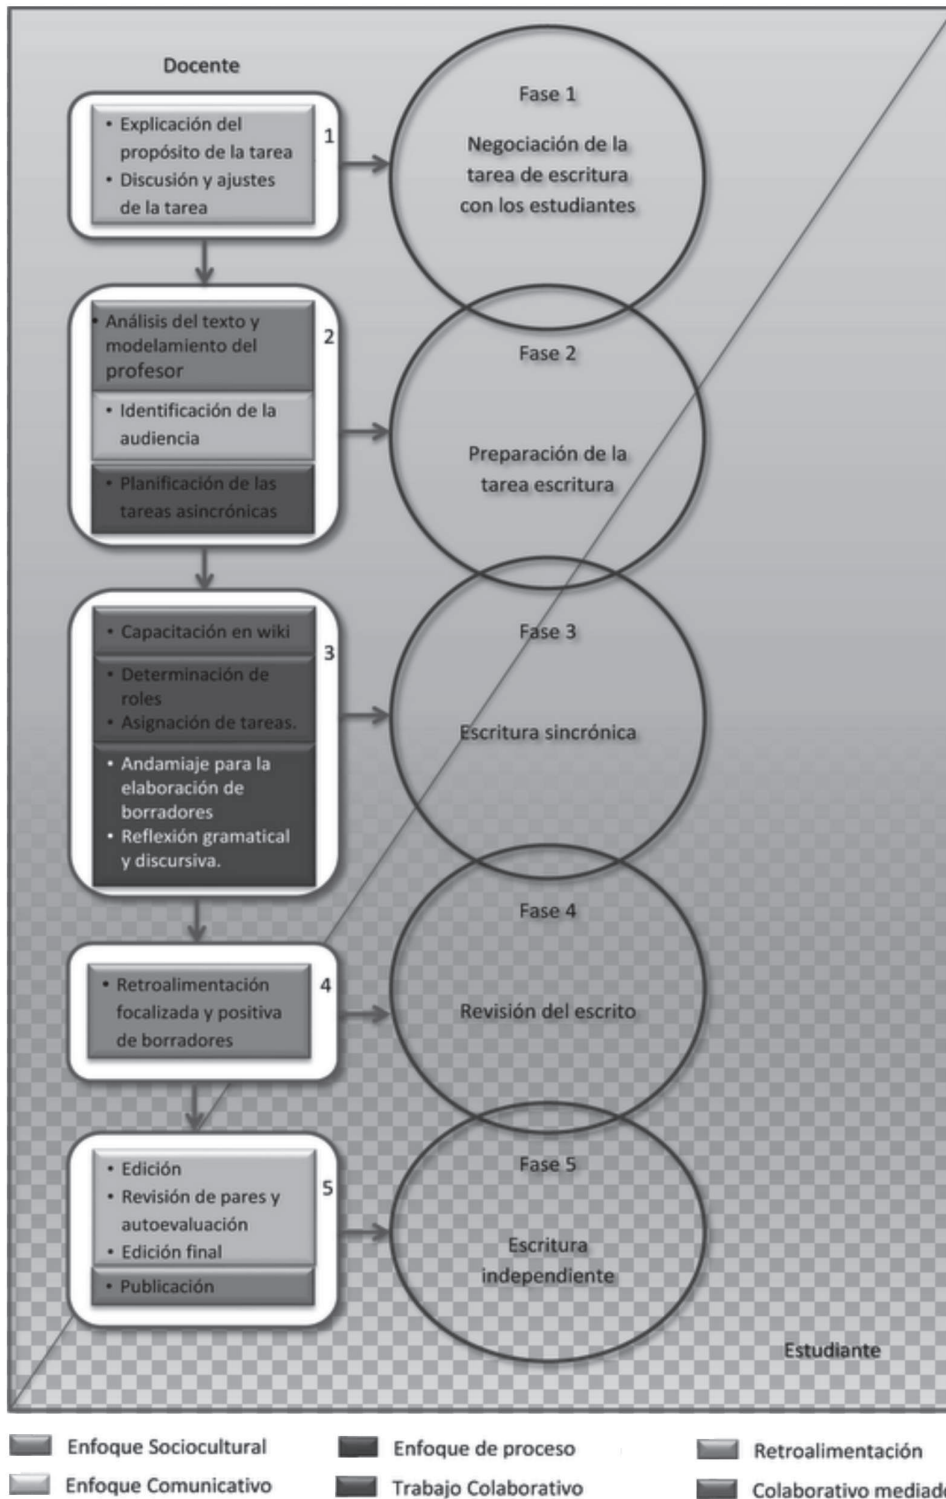 Docente
• Explicación del
propósito de la tarea
• Discusión y ajustes
de la tarea
1
Fase 1
Negociación de la
tarea de escritura
con los estudiantes
• Análisis del texto y
modelamiento del
profesor
• Identificación de la
audiencia
• Planificación de las
tareas asincrónicas
2
Fase 2
Preparación de la
tarea escritura
• Capacitación en wiki
• Determinación de
roles
• Asignación de tareas.
• Andamiaje para la
elaboración de
borradores
• Reflexión gramatical
y discursiva.
3
Fase 3
Escritura sincrónica
• Retroalimentación
focalizada y positiva
de borradores
4
Fase 4
Revisión del escrito
• Edición
• Revisión de pares y
autoevaluación
• Edición final
• Publicación
5
Fase 5
Escritura
independiente
Estudiante
Enfoque Sociocultural
Enfoque de proceso
Retroalimentación
Enfoque Comunicativo
Trabajo Colaborativo
Colaborativo mediado